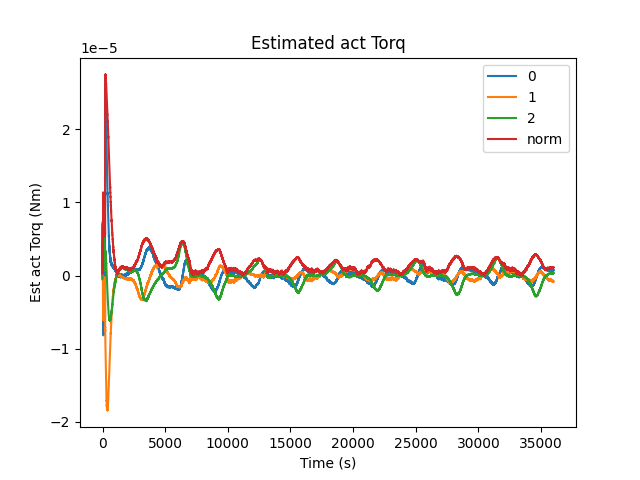 Estimated act Torq
1e−5
0
1
2
norm
2
1
0
−1
−2
Est act Torq (Nm)
0 5000 10000 15000 20000 25000 30000 35000
Time (s)